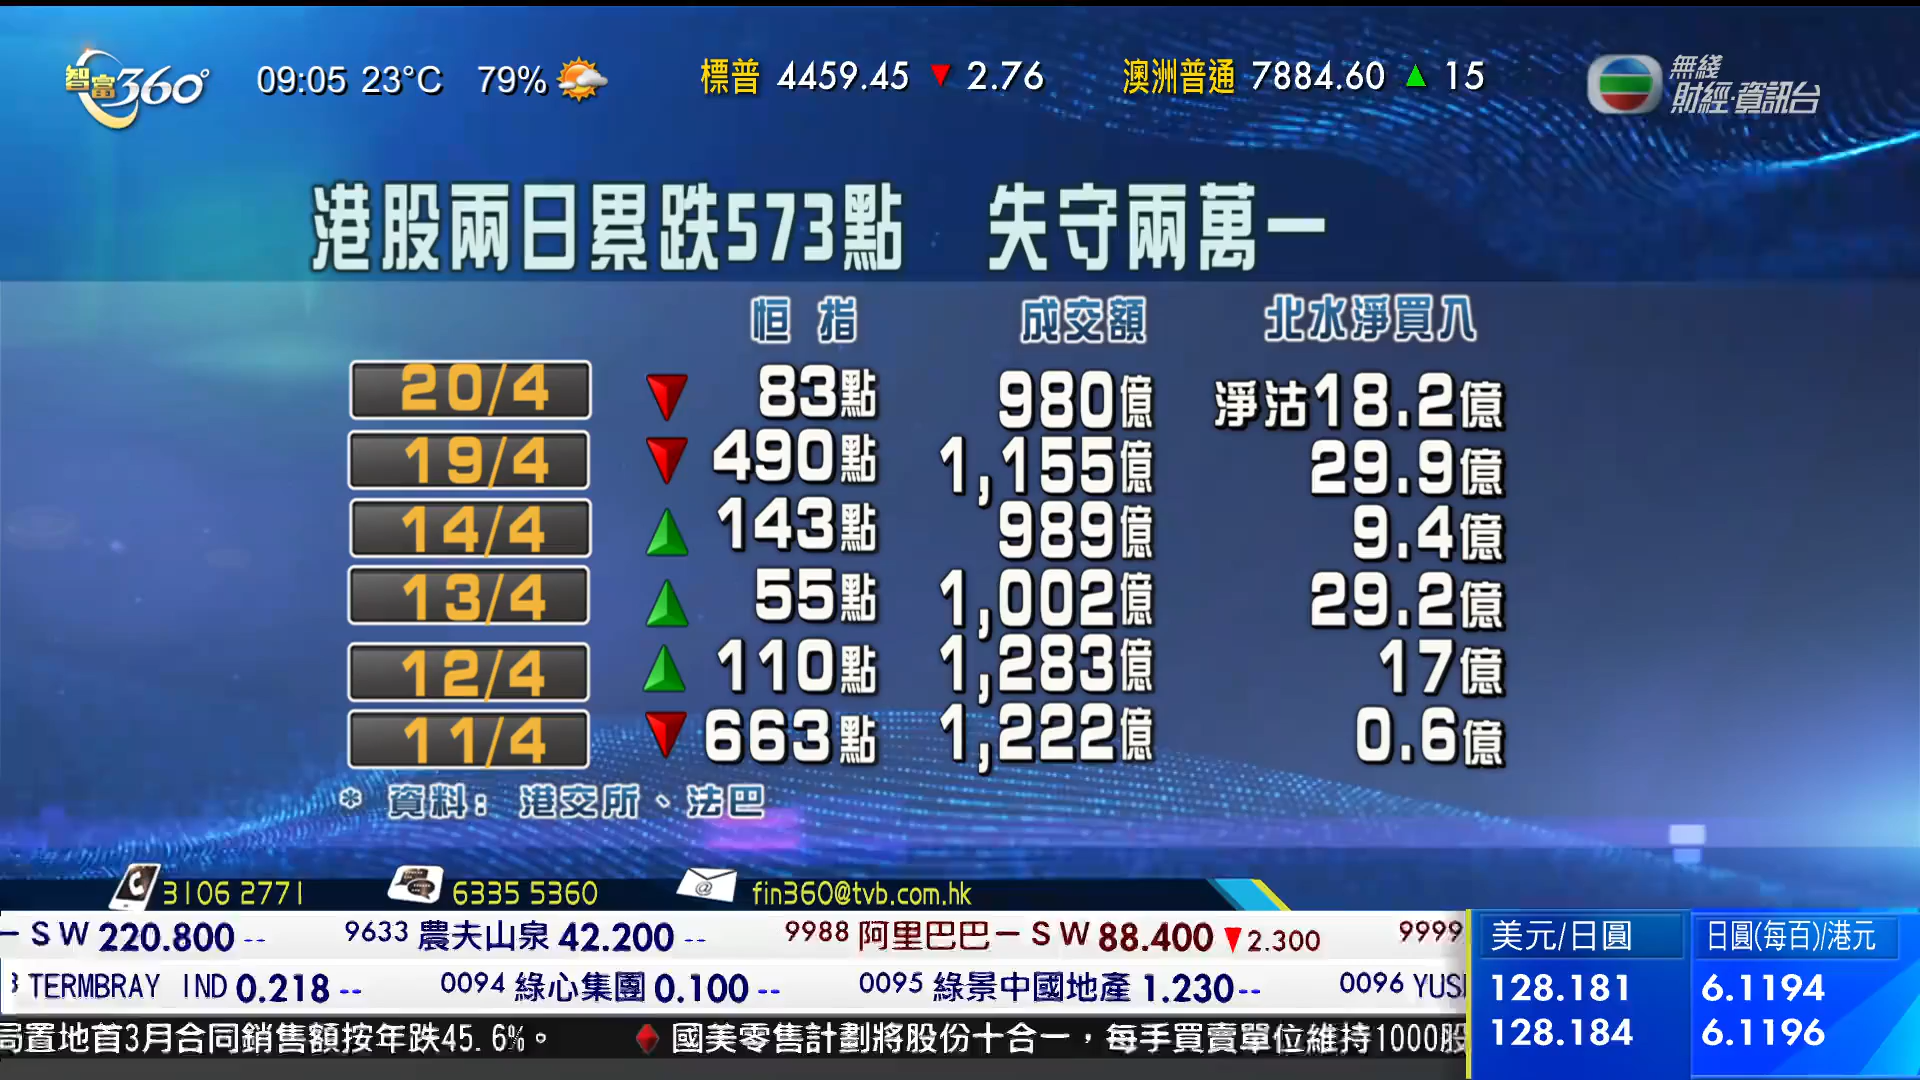 智富360°
09:05 23°C 79%
標普 4459.45 ▼ 2.76
澳洲普通 7884.60 ▲ 15
無綫
財經·資訊台
港股兩日累跌573點 失守兩萬一
恒指 成交額 北水淨買入
20/4 ▼ 83點 980億 淨沽18.2億
19/4 ▼ 490點 1,155億 29.9億
14/4 ▲ 143點 989億 9.4億
13/4 ▲ 55點 1,002億 29.2億
12/4 ▲ 110點 1,283億 17億
11/4 ▼ 663點 1,222億 0.6億
* 資料: 港交所、法巴
3106 2771 6335 5360 fin360@tvb.com.hk
-SW 220.800 -- 9633 農夫山泉 42.200 -- 9988 阿里巴巴-SW 88.400 ▼2.300 9999
TERMBRAY IND 0.218 -- 0094 綠心集團 0.100 -- 0095 綠景中國地產 1.230 -- 0096 YUSI
局置地首3月合同銷售額按年跌45.6%。 國美零售計劃將股份十合一，每手買賣單位維持1000股
美元/日圓 日圓(每百)/港元
128.181 6.1194
128.184 6.1196